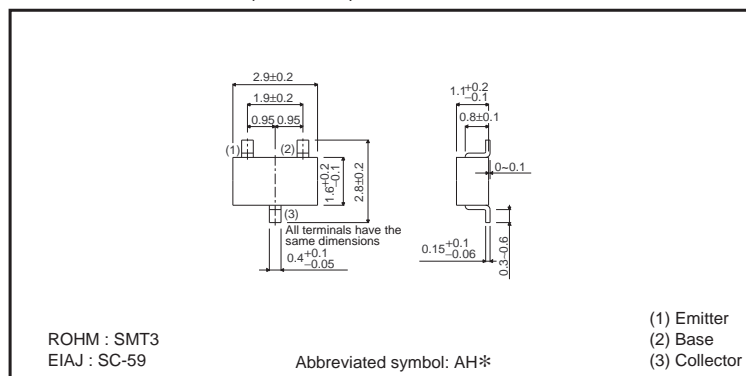 2.9±0.2
1.9±0.2
0.95 0.95
(1) (2)
1.6+0.2 −0.1
2.8±0.2
(3)
All terminals have the
same dimensions
0.4+0.1 −0.05
1.1+0.2 −0.1
0.8±0.1
0~0.1
0.15+0.1 −0.06
0.3~0.6
ROHM : SMT3
EIAJ : SC-59
Abbreviated symbol: AH*
(1) Emitter
(2) Base
(3) Collector